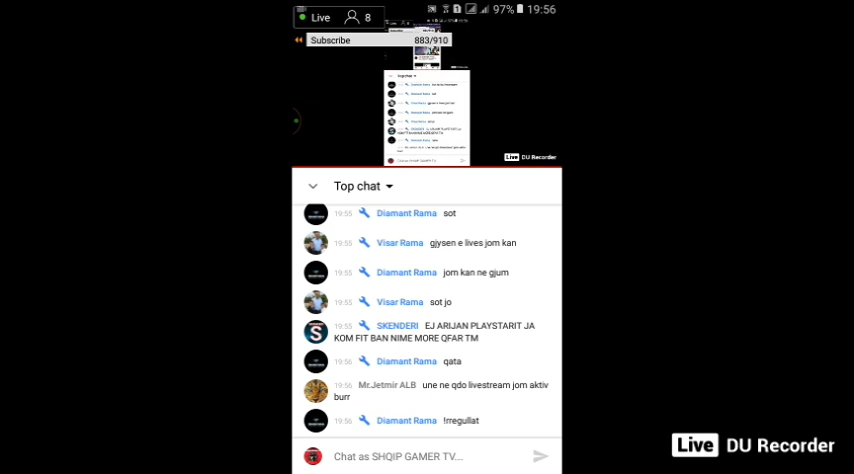 Live 8
97% 19:56
Subscribe 883/910
Top chat
Live DU Recorder
Top chat
19:55 Diamant Rama sot
19:55 Visar Rama gjysen e lives jom kan
19:55 Diamant Rama jom kan ne gjum
19:55 Visar Rama sot jo
19:55 SKENDERI EJ ARIJAN PLAYSTARIT JA
KOM FIT BAN NIME MORE QFAR TM
19:56 Diamant Rama qata
19:56 Mr.Jetmir ALB une ne qdo livestream jom aktiv
burr
19:56 Diamant Rama !rregullat
Chat as SHQIP GAMER TV...
Live DU Recorder